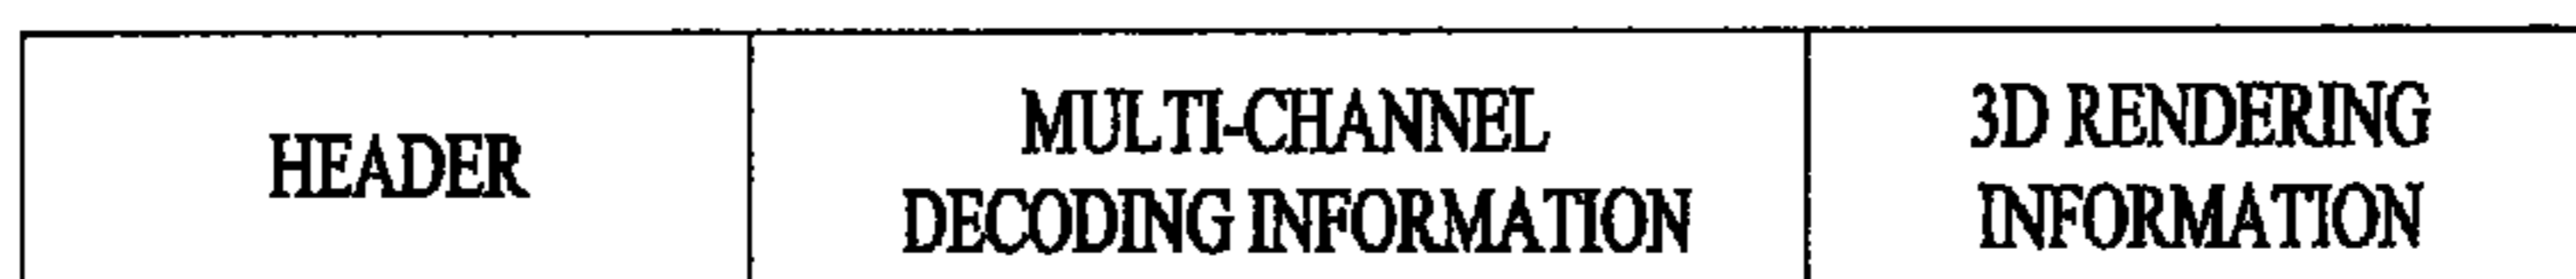 HEADER
MULTI-CHANNEL
DECODING INFORMATION
3D RENDERING
INFORMATION